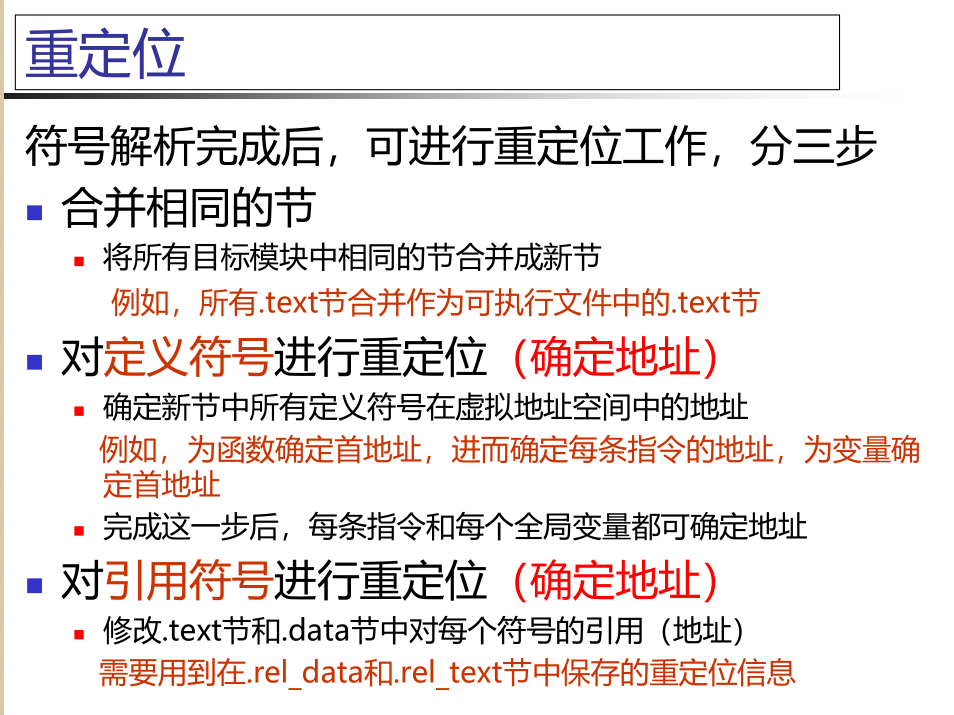 重定位
符号解析完成后，可进行重定位工作，分三步
合并相同的节
将所有目标模块中相同的节合并成新节
例如，所有.text节合并作为可执行文件中的.text节
对定义符号进行重定位（确定地址）
确定新节中所有定义符号在虚拟地址空间中的地址
例如，为函数确定首地址，进而确定每条指令的地址，为变量确
定首地址
完成这一步后，每条指令和每个全局变量都可确定地址
对引用符号进行重定位（确定地址）
修改.text节和.data节中对每个符号的引用（地址）
需要用到在.rel_data和.rel_text节中保存的重定位信息